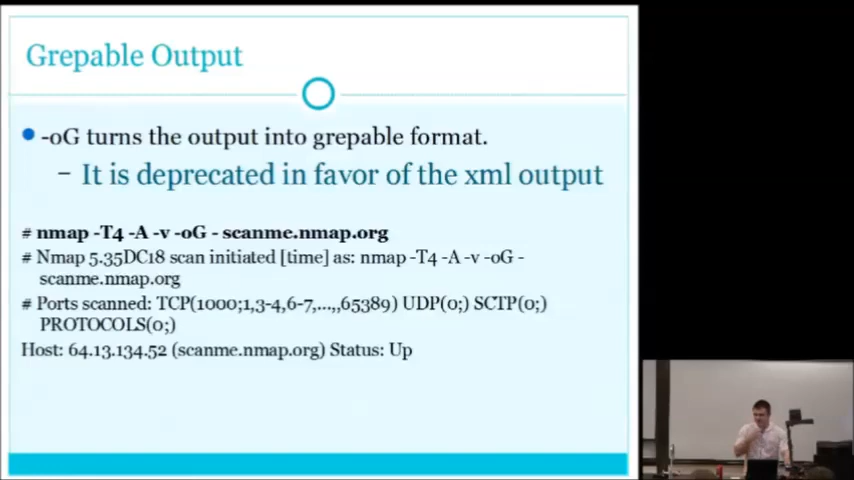 Grepable Output
-oG turns the output into grepable format.
– It is deprecated in favor of the xml output
# nmap -T4 -A -v -oG - scanme.nmap.org
# Nmap 5.35DC18 scan initiated [time] as: nmap -T4 -A -v -oG -
scanme.nmap.org
# Ports scanned: TCP(1000;1,3-4,6-7,...,,65389) UDP(0;) SCTP(0;)
PROTOCOLS(0;)
Host: 64.13.134.52 (scanme.nmap.org) Status: Up